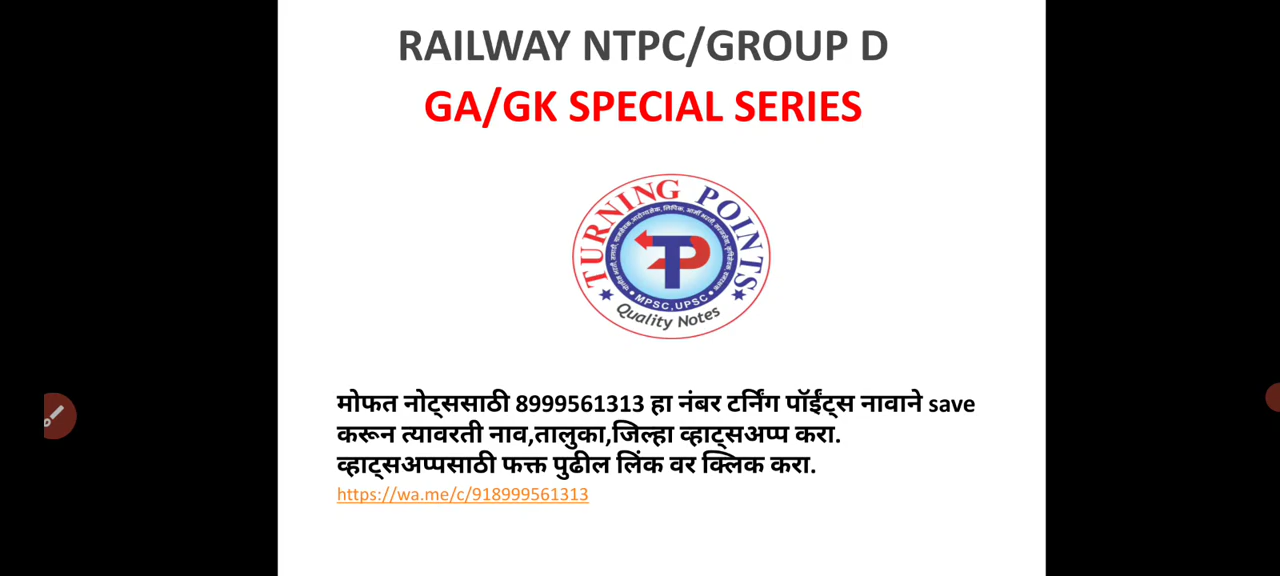 RAILWAY NTPC/GROUP D
GA/GK SPECIAL SERIES
TURNING POINTS
TP
MPSC,UPSC
Quality Notes
मोफत नोट्ससाठी 8999561313 हा नंबर टर्निंग पॉईंट्स नावाने save
करून त्यावरती नाव,तालुका,जिल्हा व्हाट्सअप्प करा.
व्हाट्सअप्पसाठी फक्त पुढील लिंक वर क्लिक करा.
https://wa.me/c/918999561313